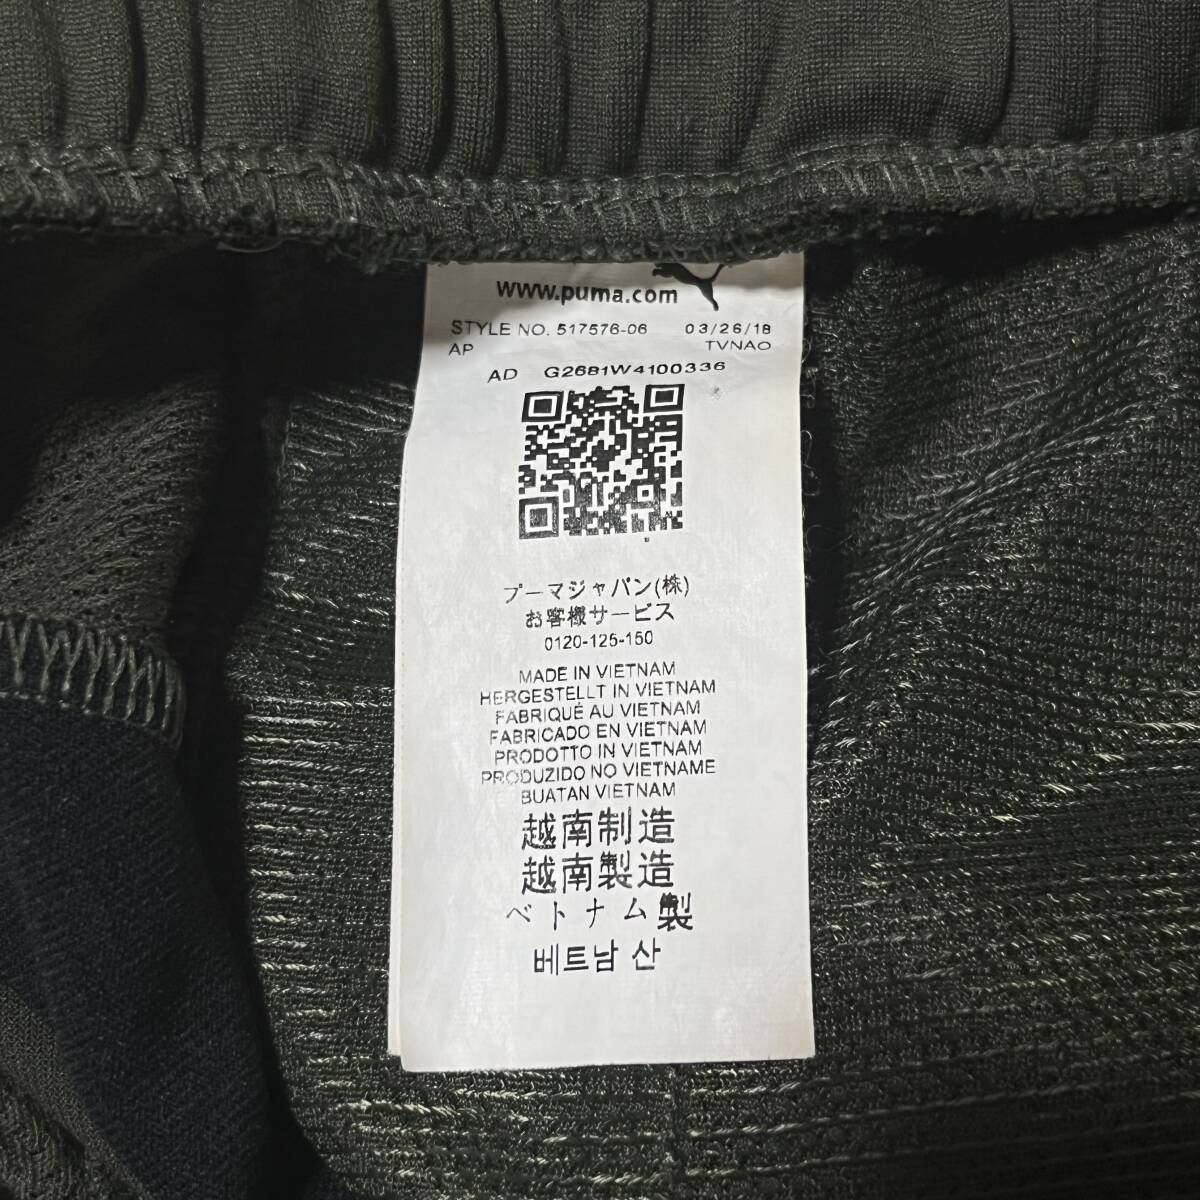 www.puma.com
STYLE NO. 517576-06 03/26/18
AP TVNAO
AD G2681W4100336
プーマジャパン(株)
お客様サービス
0120-125-150
MADE IN VIETNAM
HERGESTELLT IN VIETNAM
FABRIQUÉ AU VIETNAM
FABRICADO EN VIETNAM
PRODOTTO IN VIETNAM
PRODUZIDO NO VIETNAME
BUATAN VIETNAM
越南制造
越南製造
ベトナム製
베트남 산